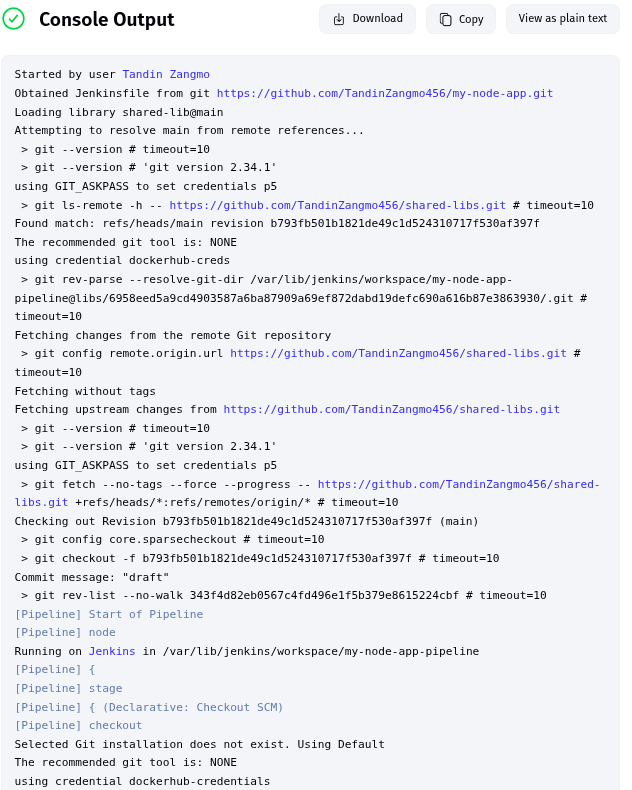 Console Output
Download
Copy
View as plain text
Started by user Tandin Zangmo
Obtained Jenkinsfile from git https://github.com/TandinZangmo456/my-node-app.git
Loading library shared-lib@main
Attempting to resolve main from remote references...
> git --version # timeout=10
> git --version # 'git version 2.34.1'
using GIT_ASKPASS to set credentials p5
> git ls-remote -h -- https://github.com/TandinZangmo456/shared-libs.git # timeout=10
Found match: refs/heads/main revision b793fb501b1821de49c1d524310717f530af397f
The recommended git tool is: NONE
using credential dockerhub-creds
> git rev-parse --resolve-git-dir /var/lib/jenkins/workspace/my-node-app-
pipeline@libs/6958eed5a9cd4903587a6ba87909a69ef872dabd19defc690a616b87e3863930/.git #
timeout=10
Fetching changes from the remote Git repository
> git config remote.origin.url https://github.com/TandinZangmo456/shared-libs.git #
timeout=10
Fetching without tags
Fetching upstream changes from https://github.com/TandinZangmo456/shared-libs.git
> git --version # timeout=10
> git --version # 'git version 2.34.1'
using GIT_ASKPASS to set credentials p5
> git fetch --no-tags --force --progress -- https://github.com/TandinZangmo456/shared-
libs.git +refs/heads/*:refs/remotes/origin/* # timeout=10
Checking out Revision b793fb501b1821de49c1d524310717f530af397f (main)
> git config core.sparsecheckout # timeout=10
> git checkout -f b793fb501b1821de49c1d524310717f530af397f # timeout=10
Commit message: "draft"
> git rev-list --no-walk 343f4d82eb0567c4fd496e1f5b379e8615224cbf # timeout=10
[Pipeline] Start of Pipeline
[Pipeline] node
Running on Jenkins in /var/lib/jenkins/workspace/my-node-app-pipeline
[Pipeline] {
[Pipeline] stage
[Pipeline] { (Declarative: Checkout SCM)
[Pipeline] checkout
Selected Git installation does not exist. Using Default
The recommended git tool is: NONE
using credential dockerhub-credentials